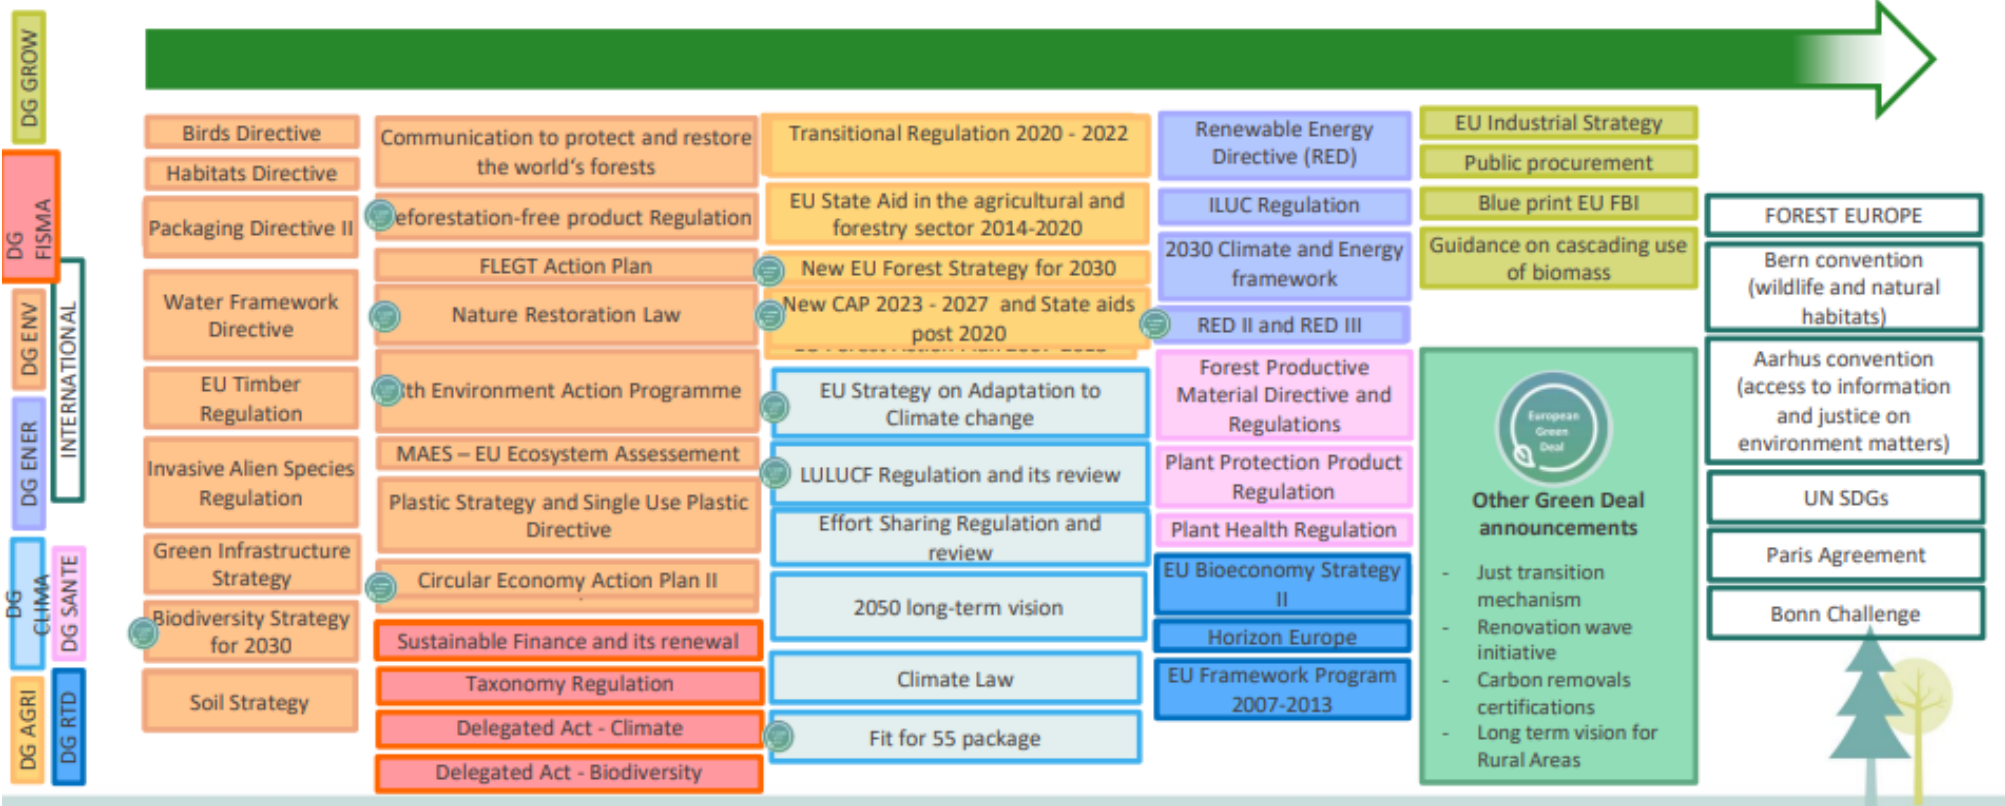 DG GROW
DG
FISMA
DG ENV
INTERNATIONAL
DG ENER
DG
CLIMA
DG SANTE
DG AGRI
DG RTD
Birds Directive
Habitats Directive
Packaging Directive II
Water Framework
Directive
EU Timber
Regulation
Invasive Alien Species
Regulation
Green Infrastructure
Strategy
Biodiversity Strategy
for 2030
Soil Strategy
Communication to protect and restore
the world's forests
eforestation-free product Regulation
FLEGT Action Plan
Nature Restoration Law
th Environment Action Programme
MAES – EU Ecosystem Assessement
Plastic Strategy and Single Use Plastic
Directive
Circular Economy Action Plan II
Sustainable Finance and its renewal
Taxonomy Regulation
Delegated Act - Climate
Delegated Act - Biodiversity
Transitional Regulation 2020 - 2022
EU State Aid in the agricultural and
forestry sector 2014-2020
New EU Forest Strategy for 2030
New CAP 2023 - 2027 and State aids
post 2020
EU Strategy on Adaptation to
Climate change
LULUCF Regulation and its review
Effort Sharing Regulation and
review
2050 long-term vision
Climate Law
Fit for 55 package
Renewable Energy
Directive (RED)
ILUC Regulation
2030 Climate and Energy
framework
RED II and RED III
Forest Productive
Material Directive and
Regulations
Plant Protection Product
Regulation
Plant Health Regulation
EU Bioeconomy Strategy
II
Horizon Europe
EU Framework Program
2007-2013
EU Industrial Strategy
Public procurement
Blue print EU FBI
Guidance on cascading use
of biomass
European
Green
Deal
Other Green Deal
announcements
- Just transition
mechanism
- Renovation wave
initiative
- Carbon removals
certifications
- Long term vision for
Rural Areas
FOREST EUROPE
Bern convention
(wildlife and natural
habitats)
Aarhus convention
(access to information
and justice on
environment matters)
UN SDGs
Paris Agreement
Bonn Challenge